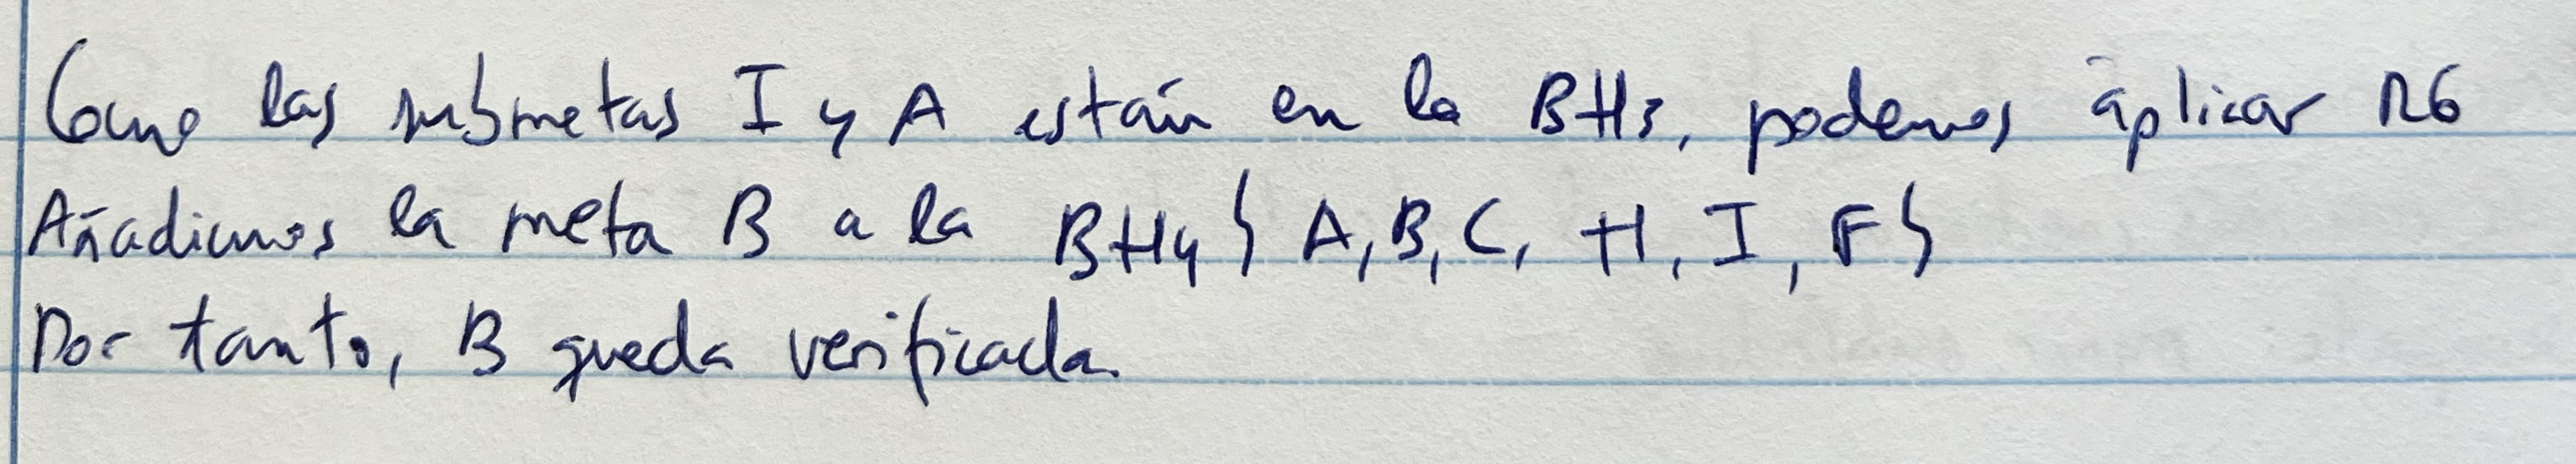 Como las submetas I y A están en la BH3, podemos aplicar R6
Añadimos la meta B a la BH4 { A, B, C, H, I, F }
Por tanto, B queda verificada.